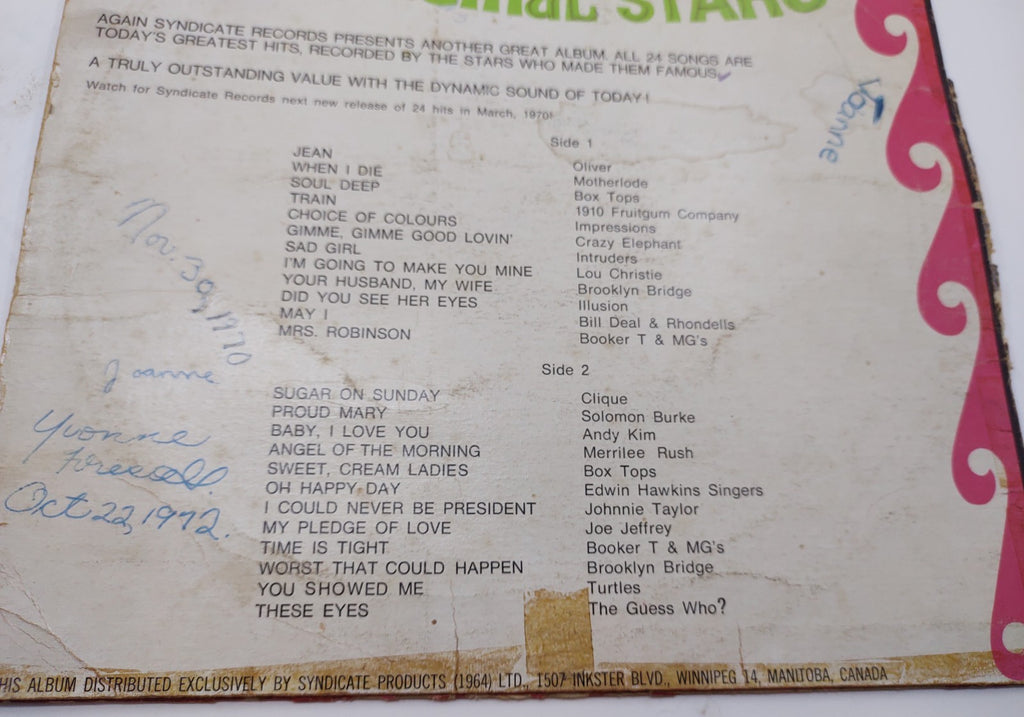 STARS
AGAIN SYNDICATE RECORDS PRESENTS ANOTHER GREAT ALBUM. ALL 24 SONGS ARE
TODAY'S GREATEST HITS, RECORDED BY THE STARS WHO MADE THEM FAMOUS
A TRULY OUTSTANDING VALUE WITH THE DYNAMIC SOUND OF TODAY!
Watch for Syndicate Records next new release of 24 hits in March, 1970!
Joanne
Side 1
JEAN Oliver
WHEN I DIE Motherlode
SOUL DEEP Box Tops
TRAIN 1910 Fruitgum Company
CHOICE OF COLOURS Impressions
GIMME, GIMME GOOD LOVIN' Crazy Elephant
SAD GIRL Intruders
I'M GOING TO MAKE YOU MINE Lou Christie
YOUR HUSBAND, MY WIFE Brooklyn Bridge
DID YOU SEE HER EYES Illusion
MAY I Bill Deal & Rhondells
MRS. ROBINSON Booker T & MG's
Nov. 30, 1970
Joanne
Side 2
SUGAR ON SUNDAY Clique
PROUD MARY Solomon Burke
BABY, I LOVE YOU Andy Kim
ANGEL OF THE MORNING Merrilee Rush
SWEET, CREAM LADIES Box Tops
OH HAPPY DAY Edwin Hawkins Singers
I COULD NEVER BE PRESIDENT Johnnie Taylor
MY PLEDGE OF LOVE Joe Jeffrey
TIME IS TIGHT Booker T & MG's
WORST THAT COULD HAPPEN Brooklyn Bridge
YOU SHOWED ME Turtles
THESE EYES The Guess Who?
Yvonne
Oct 22, 1972.
HIS ALBUM DISTRIBUTED EXCLUSIVELY BY SYNDICATE PRODUCTS (1964) LTD., 1507 INKSTER BLVD., WINNIPEG 14, MANITOBA, CANADA